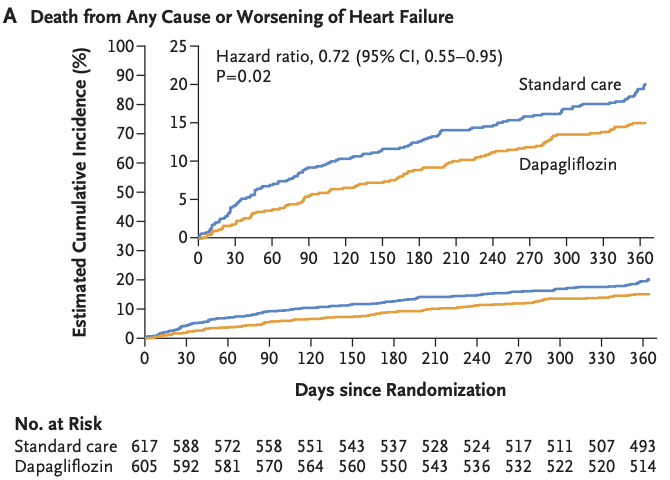 A Death from Any Cause or Worsening of Heart Failure
Estimated Cumulative Incidence (%)
100
90
80
70
60
50
40
30
20
10
0
25
20
15
10
5
0
Hazard ratio, 0.72 (95% CI, 0.55–0.95)
P=0.02
Standard care
Dapagliflozin
0 30 60 90 120 150 180 210 240 270 300 330 360
0 30 60 90 120 150 180 210 240 270 300 330 360
Days since Randomization
No. at Risk
Standard care 617 588 572 558 551 543 537 528 524 517 511 507 493
Dapagliflozin 605 592 581 570 564 560 550 543 536 532 522 520 514